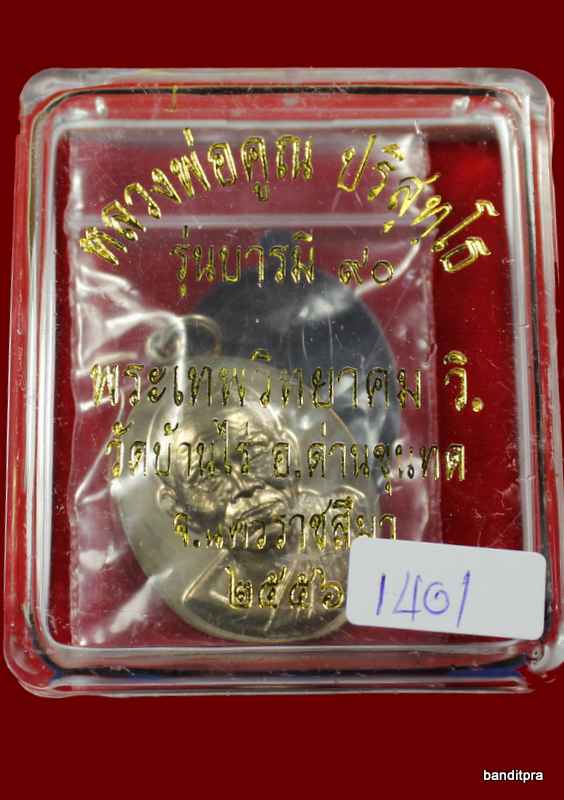 หลวงพ่อคูณ ปริสุทฺโธ
รุ่นบารมี ๙๐
พระเทพวิทยาคม วิ.
วัดบ้านไร่ อ.ด่านขุนทด
จ.นครราชสีมา
๒๕๕๖
1401
banditpra